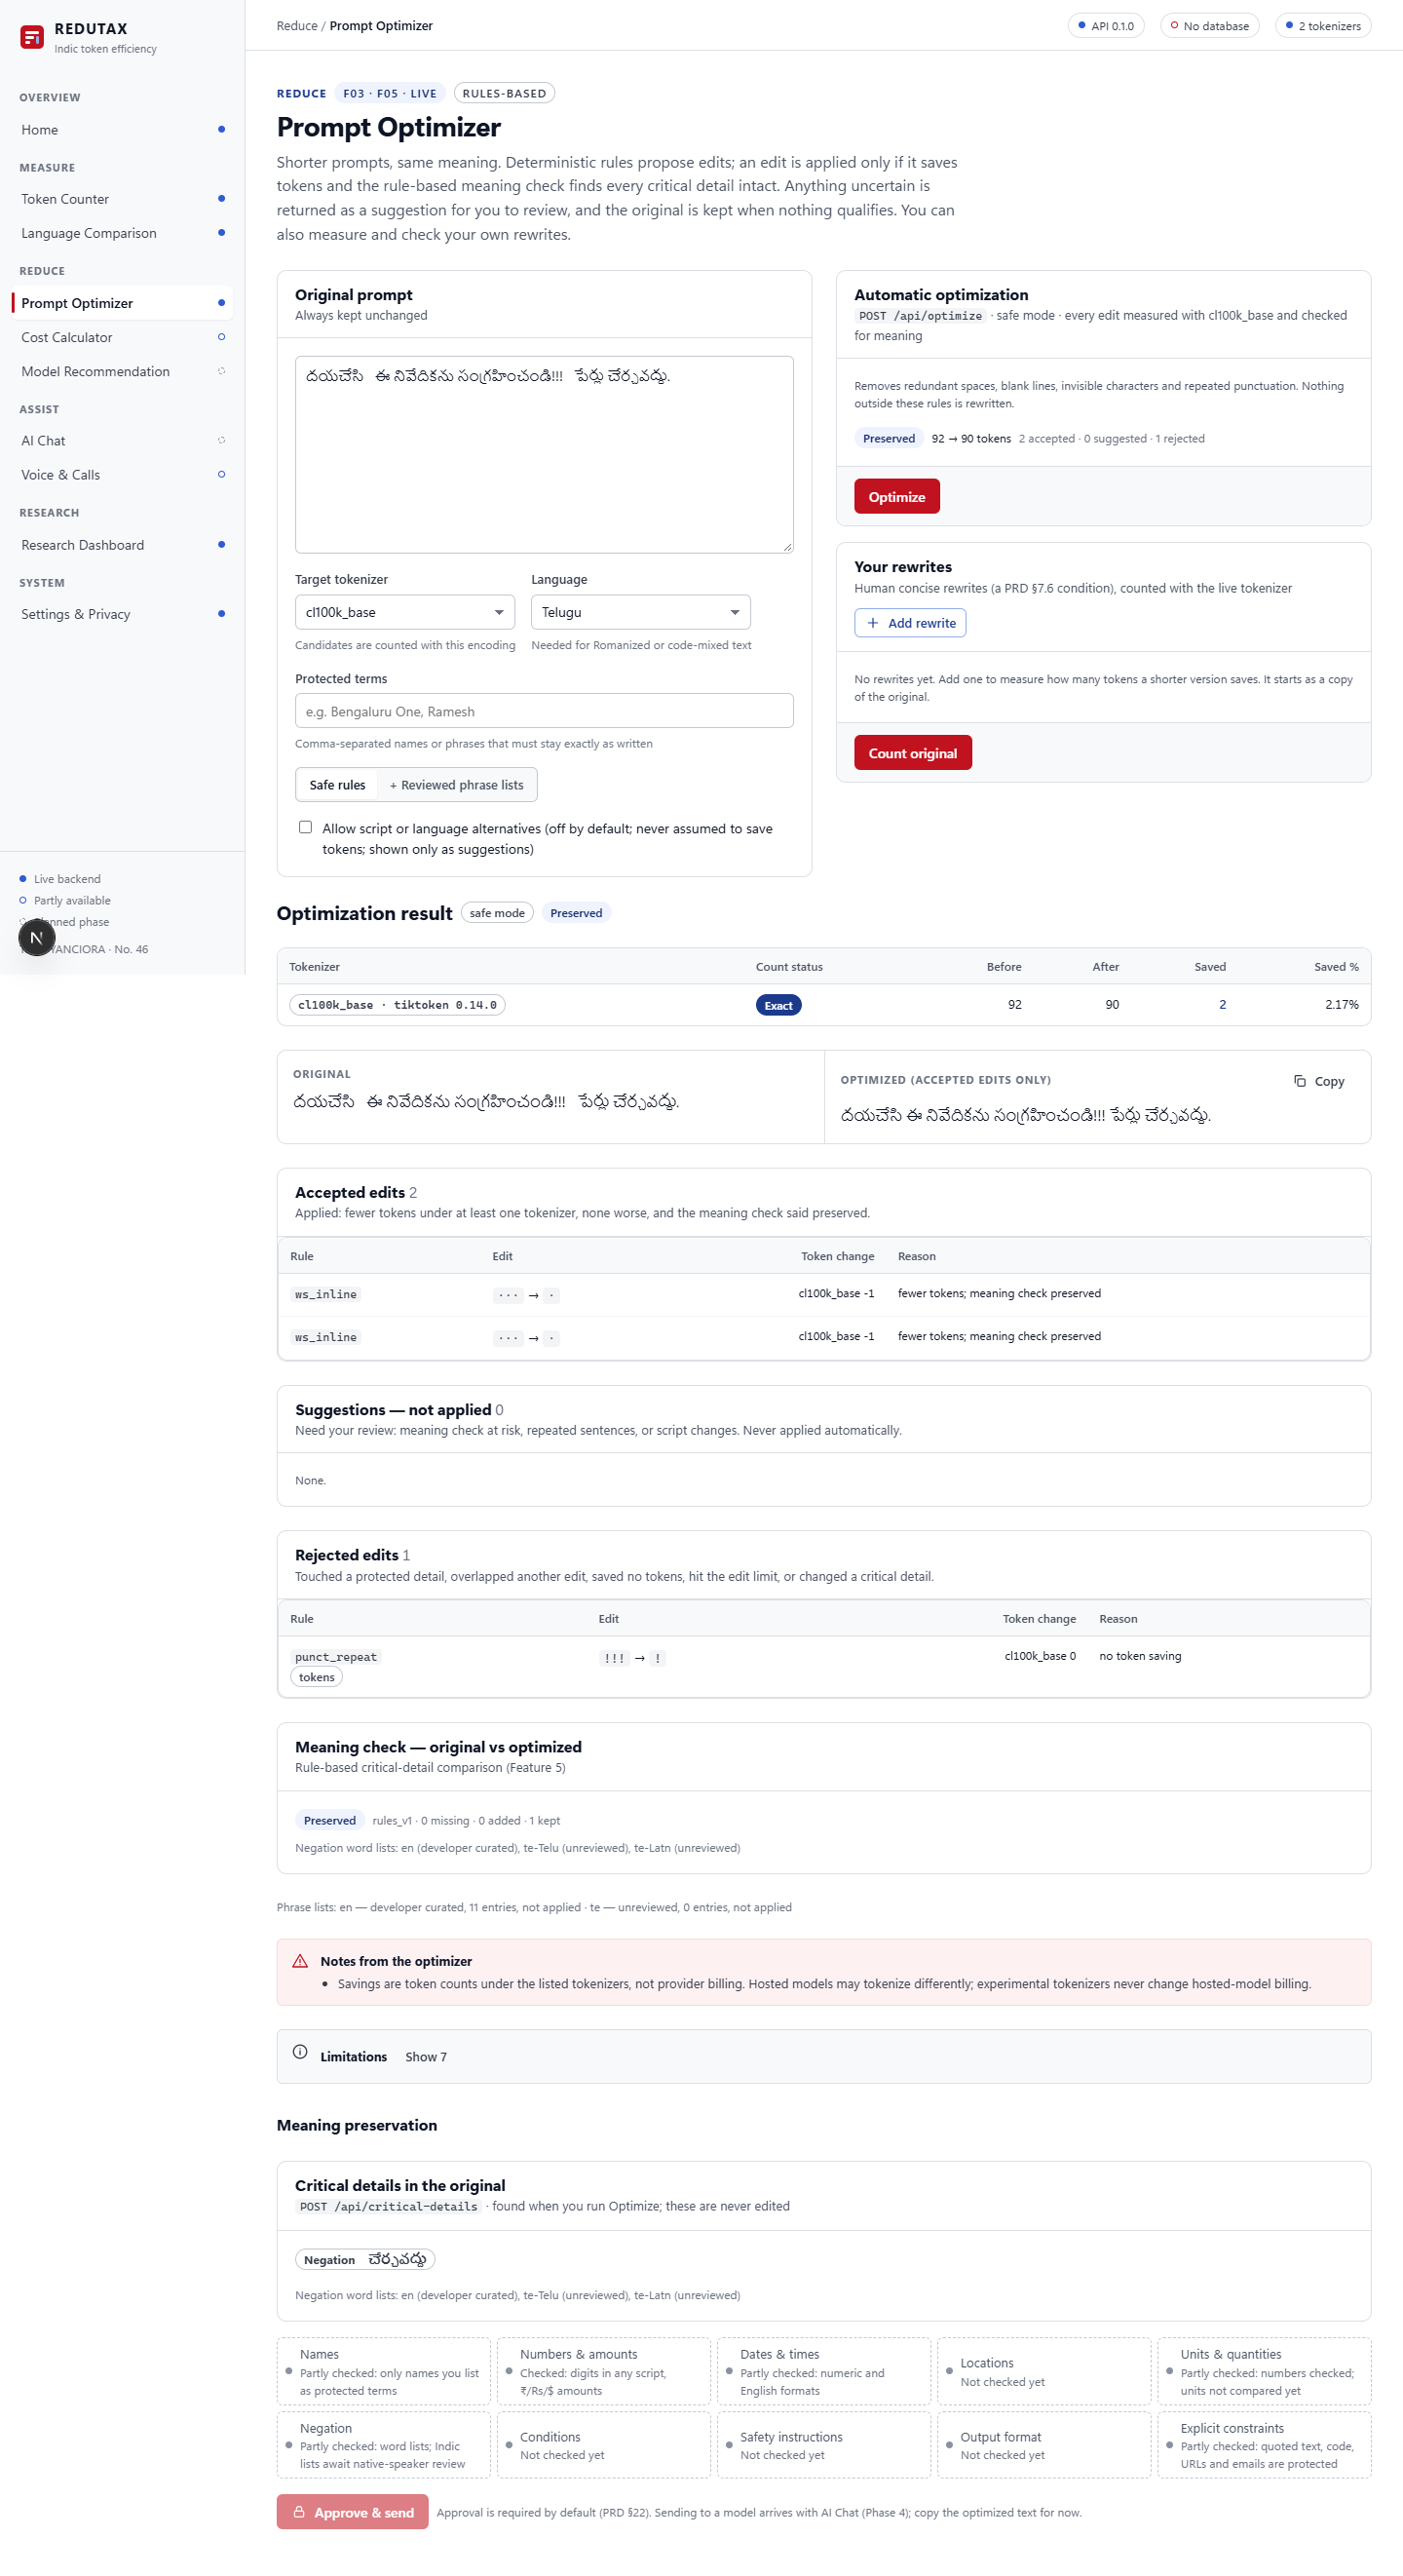 REDUTAX
Indic token efficiency
OVERVIEW
Home
MEASURE
Token Counter
Language Comparison
REDUCE
Prompt Optimizer
Cost Calculator
Model Recommendation
ASSIST
AI Chat
Voice & Calls
RESEARCH
Research Dashboard
SYSTEM
Settings & Privacy
Live backend
Partly available
phase
N
· No. 46
Reduce / Prompt Optimizer
API 0.1.0
No database
2 tokenizers
REDUCE F03 · F05 · LIVE RULES-BASED
Prompt Optimizer
Shorter prompts, same meaning. Deterministic rules propose edits; an edit is applied only if it saves
tokens and the rule-based meaning check finds every critical detail intact. Anything uncertain is
returned as a suggestion for you to review, and the original is kept when nothing qualifies. You can
also measure and check your own rewrites.
Original prompt
Always kept unchanged
దయచేసి   ఈ నివేదికను సంగ్రహించండి!!!   పేర్లు చేర్చవద్దు.
Target tokenizer
cl100k_base
Candidates are counted with this encoding
Language
Telugu
Needed for Romanized or code-mixed text
Protected terms
e.g. Bengaluru One, Ramesh
Comma-separated names or phrases that must stay exactly as written
Safe rules + Reviewed phrase lists
Allow script or language alternatives (off by default; never assumed to save
tokens; shown only as suggestions)
Automatic optimization
POST /api/optimize · safe mode · every edit measured with cl100k_base and checked
for meaning
Removes redundant spaces, blank lines, invisible characters and repeated punctuation. Nothing
outside these rules is rewritten.
Preserved 92 → 90 tokens 2 accepted · 0 suggested · 1 rejected
Optimize
Your rewrites
Human concise rewrites (a PRD §7.6 condition), counted with the live tokenizer
+ Add rewrite
No rewrites yet. Add one to measure how many tokens a shorter version saves. It starts as a copy
of the original.
Count original
Optimization result safe mode Preserved
Tokenizer Count status Before After Saved Saved %
cl100k_base · tiktoken 0.14.0 Exact 92 90 2 2.17%
ORIGINAL
దయచేసి   ఈ నివేదికను సంగ్రహించండి!!!   పేర్లు చేర్చవద్దు.
OPTIMIZED (ACCEPTED EDITS ONLY) Copy
దయచేసి ఈ నివేదికను సంగ్రహించండి!!! పేర్లు చేర్చవద్దు.
Accepted edits 2
Applied: fewer tokens under at least one tokenizer, none worse, and the meaning check said preserved.
Rule Edit Token change Reason
ws_inline ··· → · cl100k_base -1 fewer tokens; meaning check preserved
ws_inline ··· → · cl100k_base -1 fewer tokens; meaning check preserved
Suggestions — not applied 0
Need your review: meaning check at risk, repeated sentences, or script changes. Never applied automatically.
None.
Rejected edits 1
Touched a protected detail, overlapped another edit, saved no tokens, hit the edit limit, or changed a critical detail.
Rule Edit Token change Reason
punct_repeat !!! → ! cl100k_base 0 no token saving
tokens
Meaning check — original vs optimized
Rule-based critical-detail comparison (Feature 5)
Preserved rules_v1 · 0 missing · 0 added · 1 kept
Negation word lists: en (developer curated), te-Telu (unreviewed), te-Latn (unreviewed)
Phrase lists: en — developer curated, 11 entries, not applied · te — unreviewed, 0 entries, not applied
Notes from the optimizer
• Savings are token counts under the listed tokenizers, not provider billing. Hosted models may tokenize differently; experimental tokenizers never change hosted-model billing.
Limitations Show 7
Meaning preservation
Critical details in the original
POST /api/critical-details · found when you run Optimize; these are never edited
Negation చేర్చవద్దు
Negation word lists: en (developer curated), te-Telu (unreviewed), te-Latn (unreviewed)
Names
Partly checked: only names you list
as protected terms
Numbers & amounts
Checked: digits in any script,
₹/Rs/$ amounts
Dates & times
Partly checked: numeric and
English formats
Locations
Not checked yet
Units & quantities
Partly checked: numbers checked;
units not compared yet
Negation
Partly checked: word lists; Indic
lists await native-speaker review
Conditions
Not checked yet
Safety instructions
Not checked yet
Output format
Not checked yet
Explicit constraints
Partly checked: quoted text, code,
URLs and emails are protected
Approve & send Approval is required by default (PRD §22). Sending to a model arrives with AI Chat (Phase 4); copy the optimized text for now.